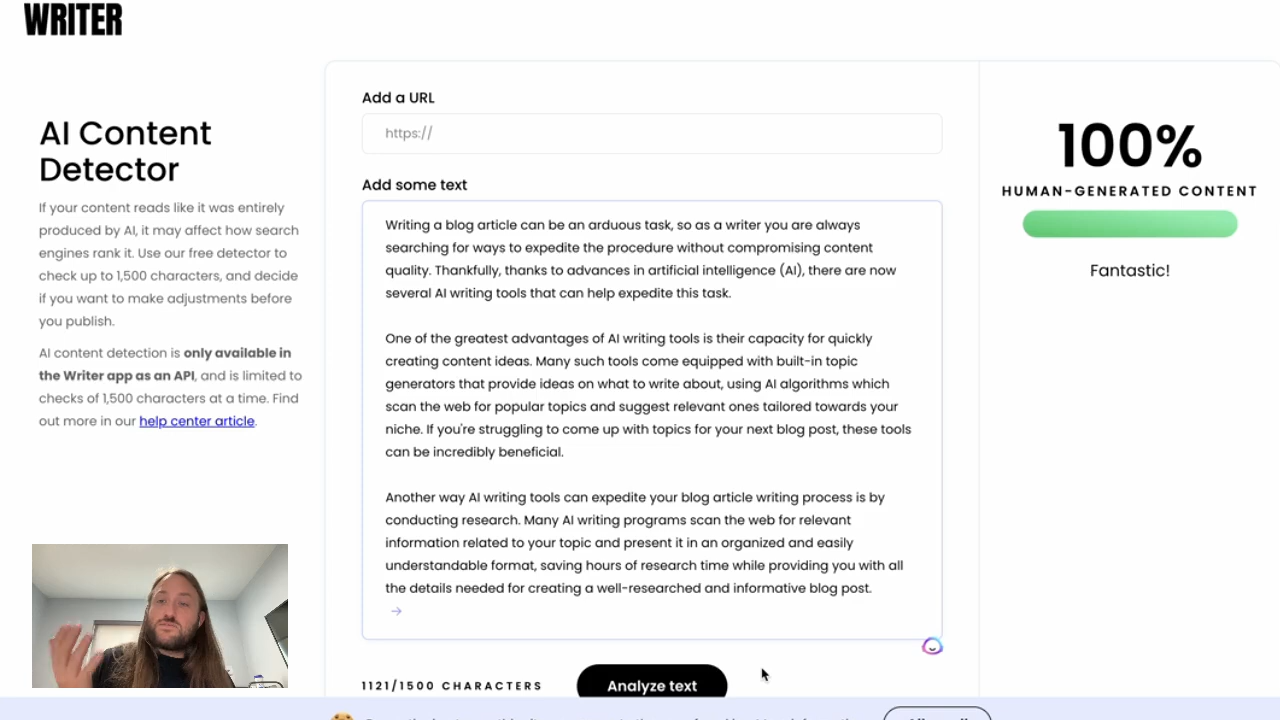 WRITER
AI Content
Detector
If your content reads like it was entirely
produced by AI, it may affect how search
engines rank it. Use our free detector to
check up to 1,500 characters, and decide
if you want to make adjustments before
you publish.
AI content detection is only available in
the Writer app as an API, and is limited to
checks of 1,500 characters at a time. Find
out more in our help center article.
Add a URL
https://
Add some text
Writing a blog article can be an arduous task, so as a writer you are always
searching for ways to expedite the procedure without compromising content
quality. Thankfully, thanks to advances in artificial intelligence (AI), there are now
several AI writing tools that can help expedite this task.
One of the greatest advantages of AI writing tools is their capacity for quickly
creating content ideas. Many such tools come equipped with built-in topic
generators that provide ideas on what to write about, using AI algorithms which
scan the web for popular topics and suggest relevant ones tailored towards your
niche. If you're struggling to come up with topics for your next blog post, these tools
can be incredibly beneficial.
Another way AI writing tools can expedite your blog article writing process is by
conducting research. Many AI writing programs scan the web for relevant
information related to your topic and present it in an organized and easily
understandable format, saving hours of research time while providing you with all
the details needed for creating a well-researched and informative blog post.
1121/1500 CHARACTERS
Analyze text
100%
HUMAN-GENERATED CONTENT
Fantastic!